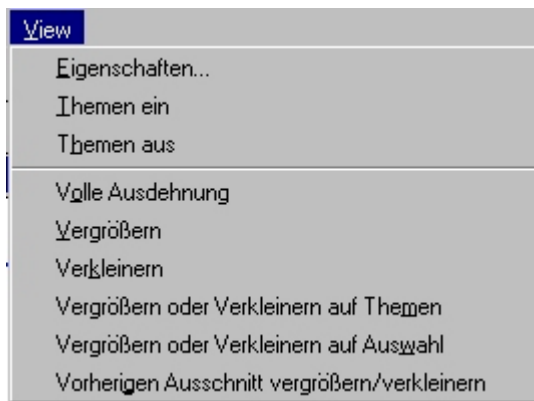 View
Eigenschaften...
Themen ein
Themen aus
Volle Ausdehnung
Vergrößern
Verkleinern
Vergrößern oder Verkleinern auf Themen
Vergrößern oder Verkleinern auf Auswahl
Vorherigen Ausschnitt vergrößern/verkleinern